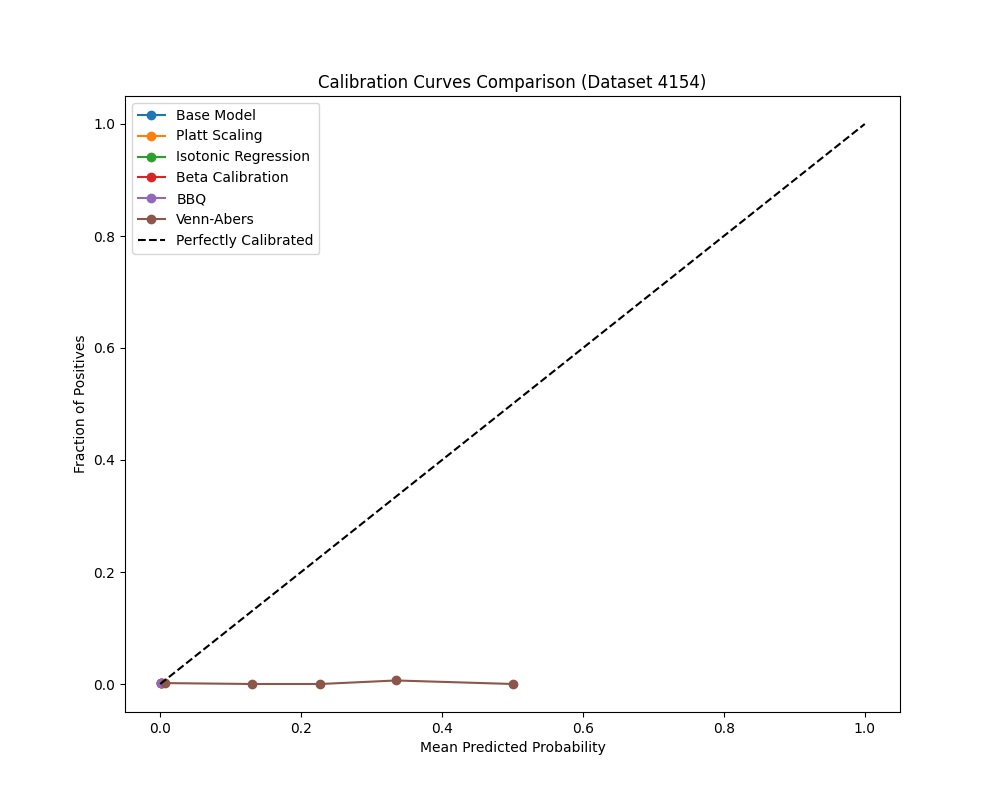 Calibration Curves Comparison (Dataset 4154)
Base Model
Platt Scaling
Isotonic Regression
Beta Calibration
BBQ
Venn-Abers
Perfectly Calibrated
Fraction of Positives
1.0
0.8
0.6
0.4
0.2
0.0
0.0 0.2 0.4 0.6 0.8 1.0
Mean Predicted Probability